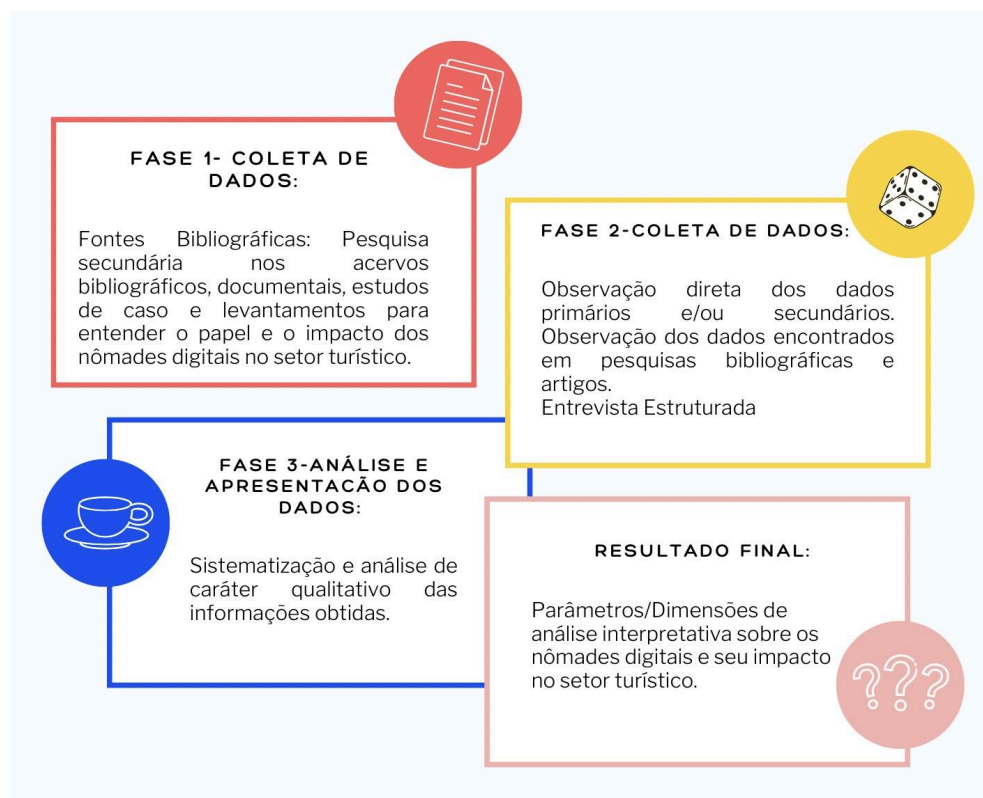 FASE 1- COLETA DE
DADOS:
Fontes Bibliográficas: Pesquisa
secundária nos acervos
bibliográficos, documentais, estudos
de caso e levantamentos para
entender o papel e o impacto dos
nômades digitais no setor turístico.
FASE 2-COLETA DE DADOS:
Observação direta dos dados
primários e/ou secundários.
Observação dos dados encontrados
em pesquisas bibliográficas e
artigos.
Entrevista Estruturada
FASE 3-ANÁLISE E
APRESENTACÃO DOS
DADOS:
Sistematização e análise de
caráter qualitativo das
informações obtidas.
RESULTADO FINAL:
Parâmetros/Dimensões de
análise interpretativa sobre os
nômades digitais e seu impacto
no setor turístico.
???